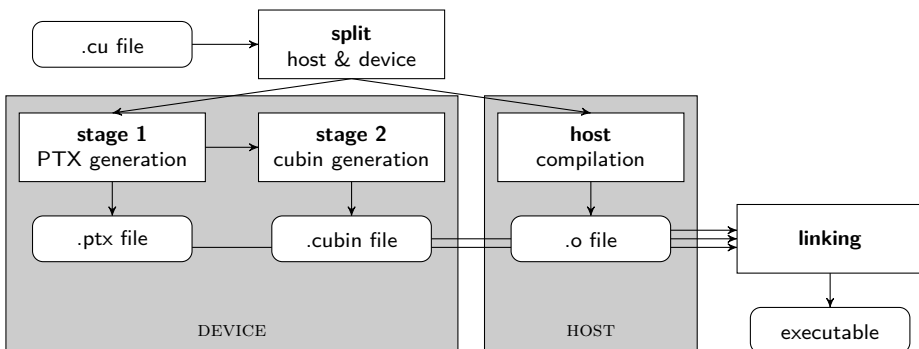 .cu file
split
host & device
stage 1
PTX generation
stage 2
cubin generation
host
compilation
.ptx file
.cubin file
.o file
linking
DEVICE
HOST
executable